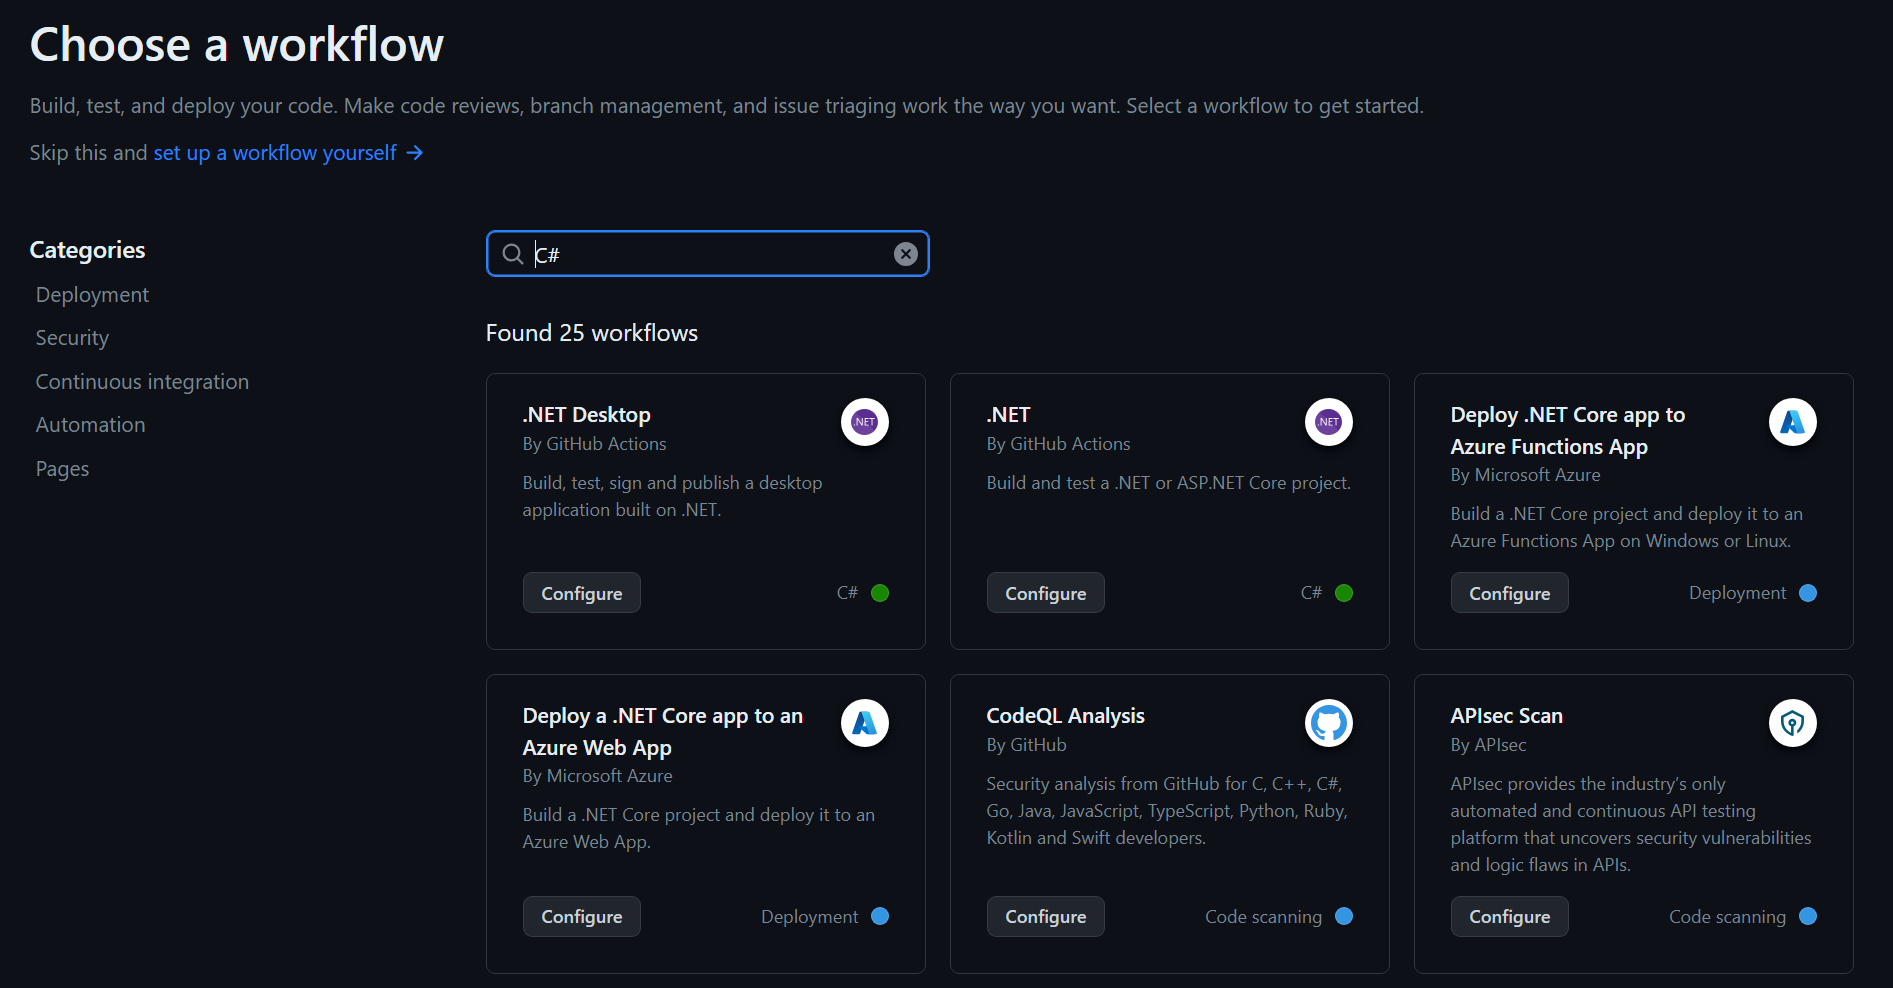 Choose a workflow
Build, test, and deploy your code. Make code reviews, branch management, and issue triaging work the way you want. Select a workflow to get started.
Skip this and set up a workflow yourself →
Categories
Deployment
Security
Continuous integration
Automation
Pages
C#
Found 25 workflows
.NET Desktop
By GitHub Actions
Build, test, sign and publish a desktop
application built on .NET.
Configure
C#
.NET
.NET
By GitHub Actions
Build and test a .NET or ASP.NET Core project.
Configure
C#
.NET
Deploy .NET Core app to
Azure Functions App
By Microsoft Azure
Build a .NET Core project and deploy it to an
Azure Functions App on Windows or Linux.
Configure
Deployment
Deploy a .NET Core app to an
Azure Web App
By Microsoft Azure
Build a .NET Core project and deploy it to an
Azure Web App.
Configure
Deployment
CodeQL Analysis
By GitHub
Security analysis from GitHub for C, C++, C#,
Go, Java, JavaScript, TypeScript, Python, Ruby,
Kotlin and Swift developers.
Configure
Code scanning
APIsec Scan
By APIsec
APIsec provides the industry’s only
automated and continuous API testing
platform that uncovers security vulnerabilities
and logic flaws in APIs.
Configure
Code scanning